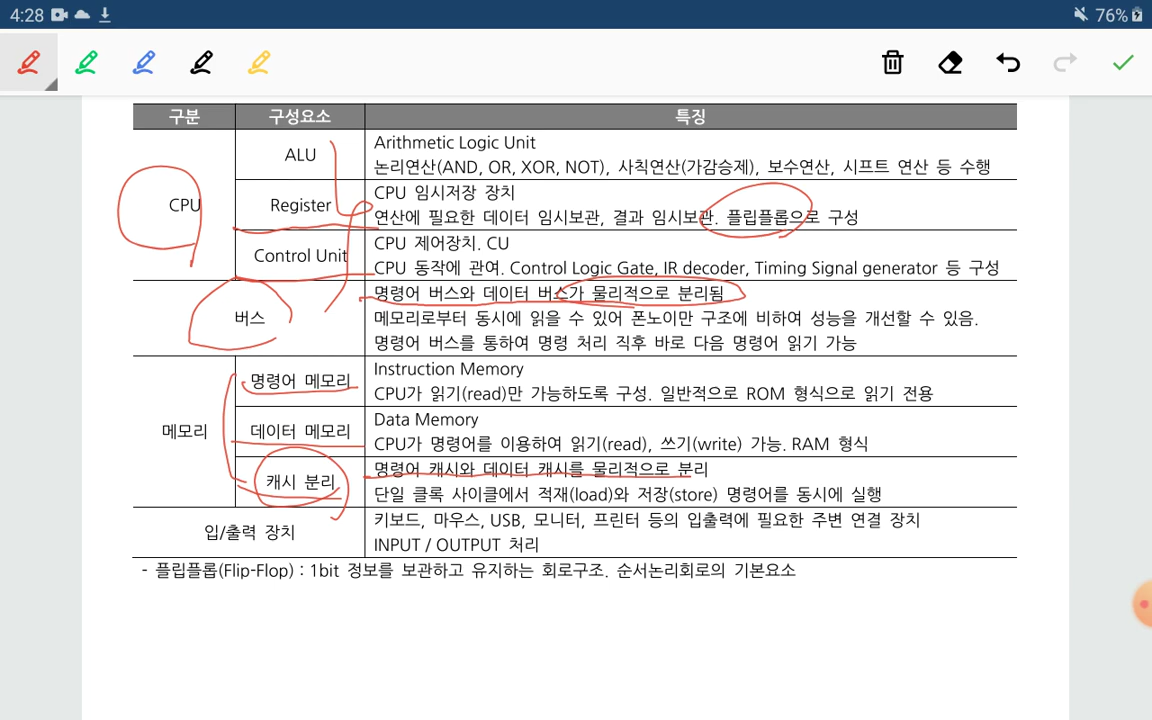 4:28
76%
구분 구성요소 특징
CPU
ALU
Arithmetic Logic Unit
논리연산(AND, OR, XOR, NOT), 사칙연산(가감승제), 보수연산, 시프트 연산 등 수행
Register
CPU 임시저장 장치
연산에 필요한 데이터 임시보관, 결과 임시보관. 플립플롭으로 구성
Control Unit
CPU 제어장치. CU
CPU 동작에 관여. Control Logic Gate, IR decoder, Timing Signal generator 등 구성
버스
명령어 버스와 데이터 버스가 물리적으로 분리됨
메모리로부터 동시에 읽을 수 있어 폰노이만 구조에 비하여 성능을 개선할 수 있음.
명령어 버스를 통하여 명령 처리 직후 바로 다음 명령어 읽기 가능
메모리
명령어 메모리
Instruction Memory
CPU가 읽기(read)만 가능하도록 구성. 일반적으로 ROM 형식으로 읽기 전용
데이터 메모리
Data Memory
CPU가 명령어를 이용하여 읽기(read), 쓰기(write) 가능. RAM 형식
캐시 분리
명령어 캐시와 데이터 캐시를 물리적으로 분리
단일 클록 사이클에서 적재(load)와 저장(store) 명령어를 동시에 실행
입/출력 장치
키보드, 마우스, USB, 모니터, 프린터 등의 입출력에 필요한 주변 연결 장치
INPUT / OUTPUT 처리
- 플립플롭(Flip-Flop) : 1bit 정보를 보관하고 유지하는 회로구조. 순서논리회로의 기본요소